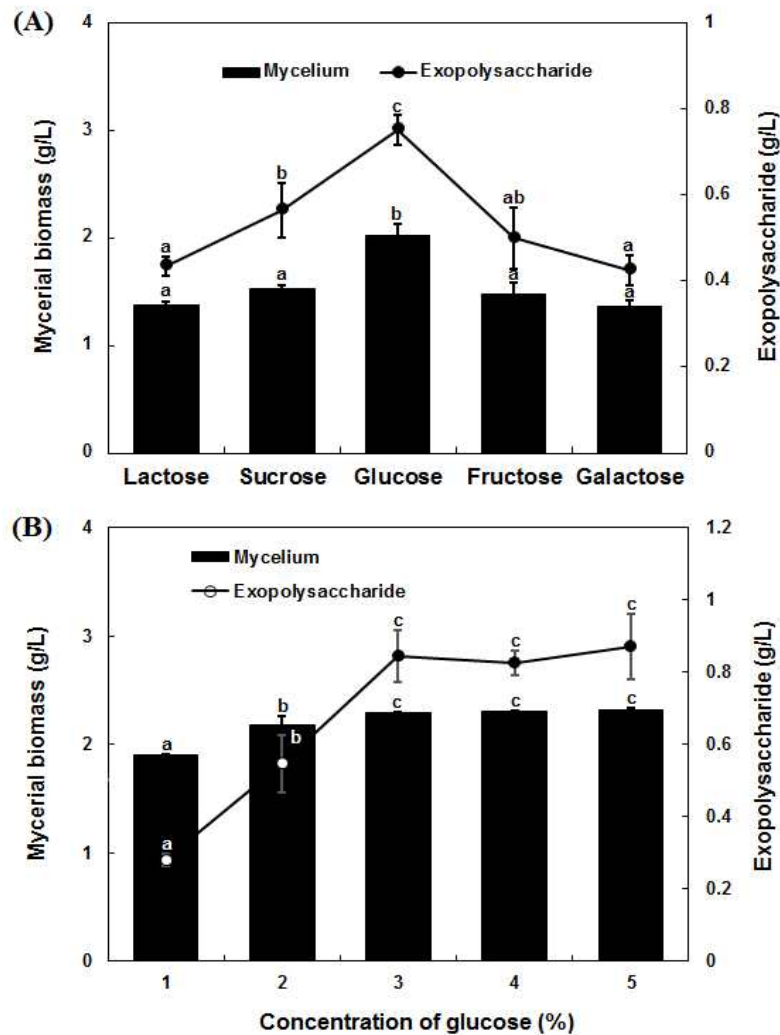 (A)
4
3
2
1
0
Mycerial biomass (g/L)
1
0.8
0.6
0.4
0.2
0
Exopolysaccharide (g/L)
Mycelium
Exopolysaccharide
a
b
c
ab
a
a
a
b
a
a
Lactose
Sucrose
Glucose
Fructose
Galactose
(B)
4
3
2
1
0
Mycerial biomass (g/L)
1.2
1
0.8
0.6
0.4
0.2
0
Exopolysaccharide (g/L)
Mycelium
Exopolysaccharide
a
b
c
c
c
a
b
c
c
c
1
2
3
4
5
Concentration of glucose (%)